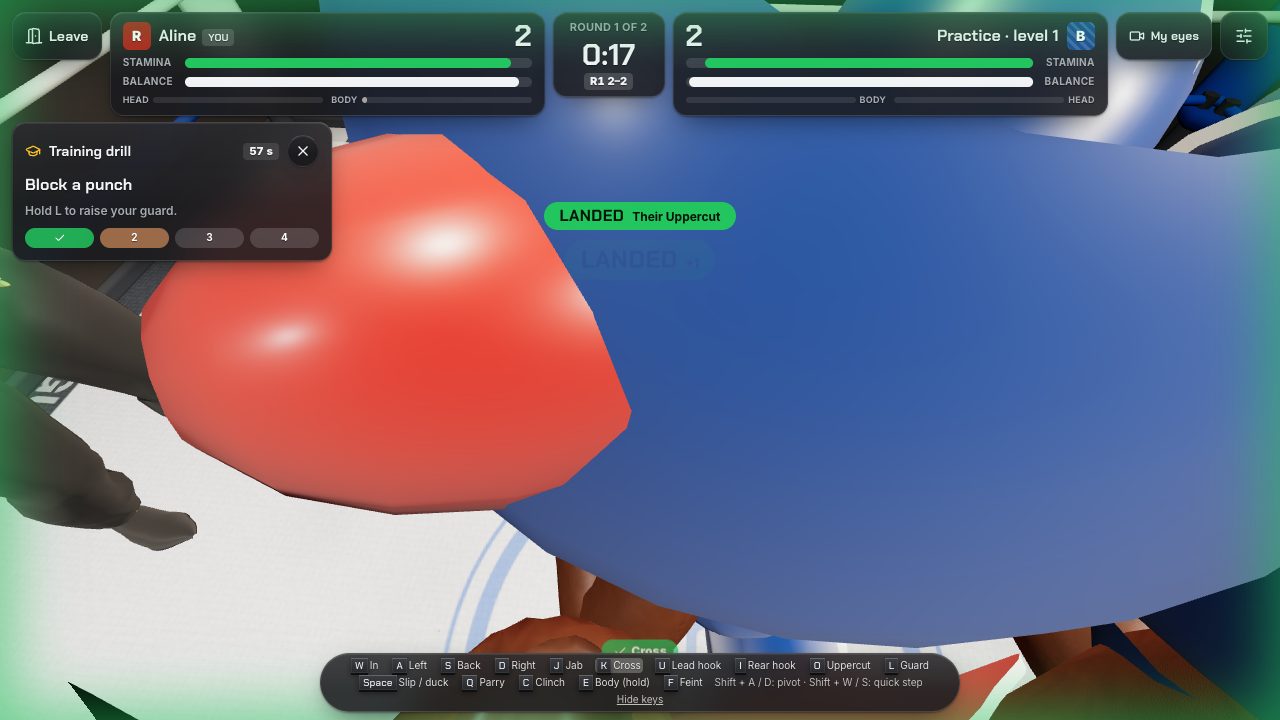 Leave
R Aline YOU 2
STAMINA
BALANCE
HEAD BODY
ROUND 1 OF 2
0:17
R1 2–2
2 Practice · level 1 B
STAMINA
BALANCE
BODY HEAD
My eyes
Training drill 57 s
Block a punch
Hold L to raise your guard.
2 3 4
LANDED Their Uppercut
LANDED +1
Cross
W In A Left S Back D Right J Jab K Cross U Lead hook I Rear hook O Uppercut L Guard
Space Slip / duck Q Parry C Clinch E Body (hold) F Feint Shift + A / D: pivot · Shift + W / S: quick step
Hide keys